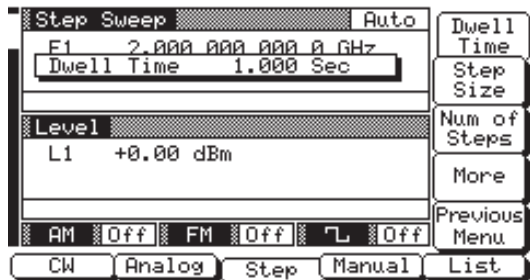 Step Sweep Auto
F1 2.000 000 000 0 GHz
Dwell Time 1.000 Sec
Level
L1 +0.00 dBm
AM Off FM Off Off
CW Analog Step Manual List
Dwell
Time
Step
Size
Num of
Steps
More
Previous
Menu